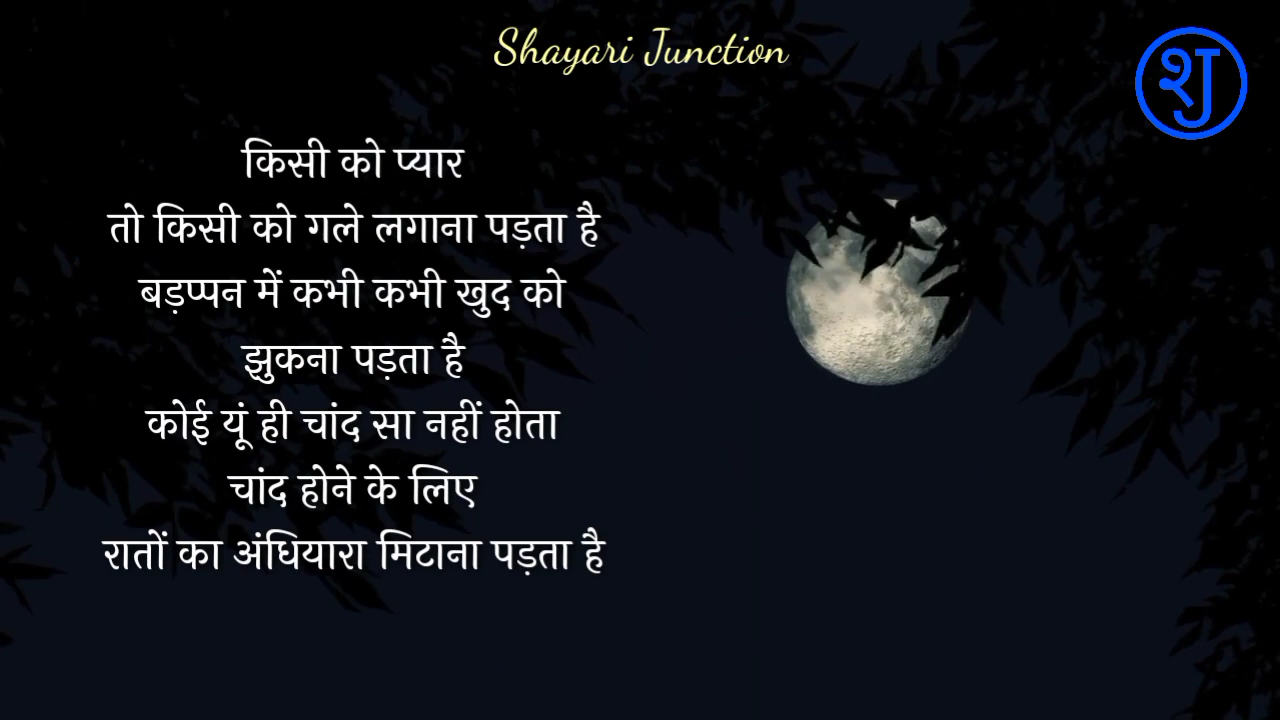 Shayari Junction
शJ
किसी को प्यार
तो किसी को गले लगाना पड़ता है
बड़प्पन में कभी कभी खुद को
झुकना पड़ता है
कोई यूं ही चांद सा नहीं होता
चांद होने के लिए
रातों का अंधियारा मिटाना पड़ता है